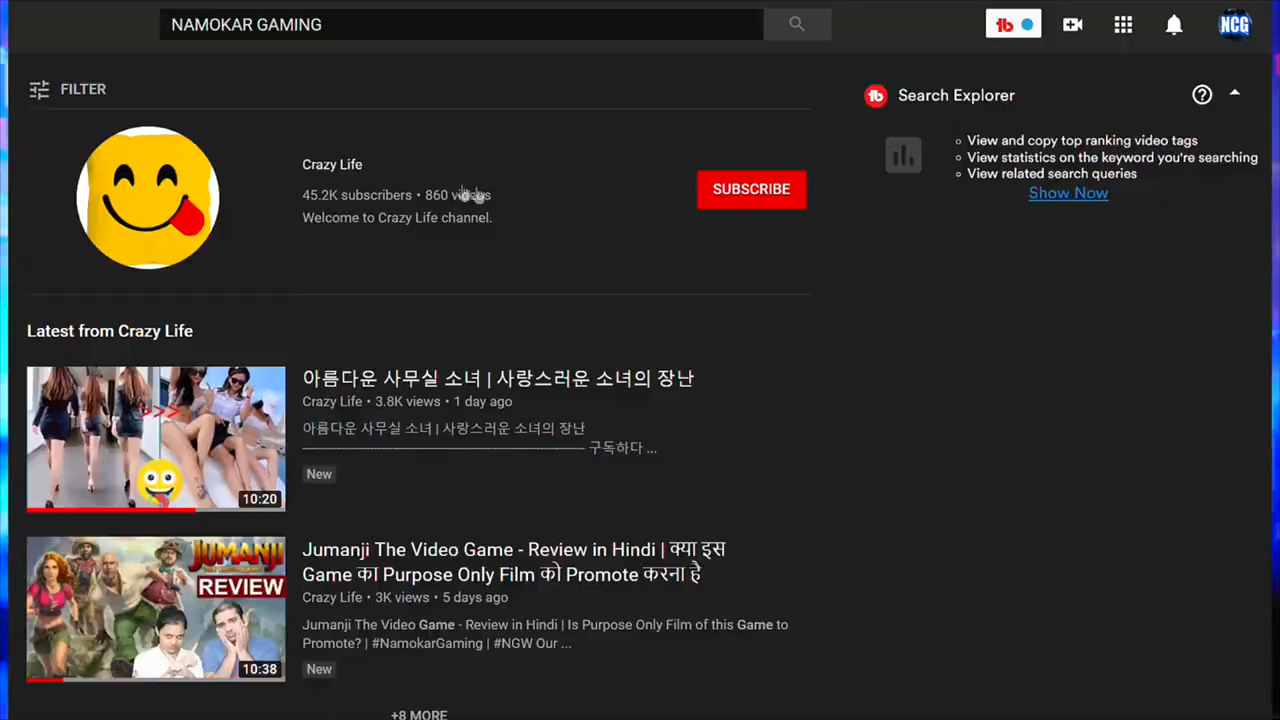 NAMOKAR GAMING
NCG
FILTER
Search Explorer
View and copy top ranking video tags
View statistics on the keyword you're searching
View related search queries
Show Now
Crazy Life
45.2K subscribers • 860 videos
Welcome to Crazy Life channel.
SUBSCRIBE
Latest from Crazy Life
>>>
10:20
아름다운 사무실 소녀 | 사랑스러운 소녀의 장난
Crazy Life • 3.8K views • 1 day ago
아름다운 사무실 소녀 | 사랑스러운 소녀의 장난
구독하다 ...
New
JUMANJI
REVIEW
10:38
Jumanji The Video Game - Review in Hindi | क्या इस
Game का Purpose Only Film को Promote करना है
Crazy Life • 3K views • 5 days ago
Jumanji The Video Game - Review in Hindi | Is Purpose Only Film of this Game to
Promote? | #NamokarGaming | #NGW Our ...
New
+8 MORE